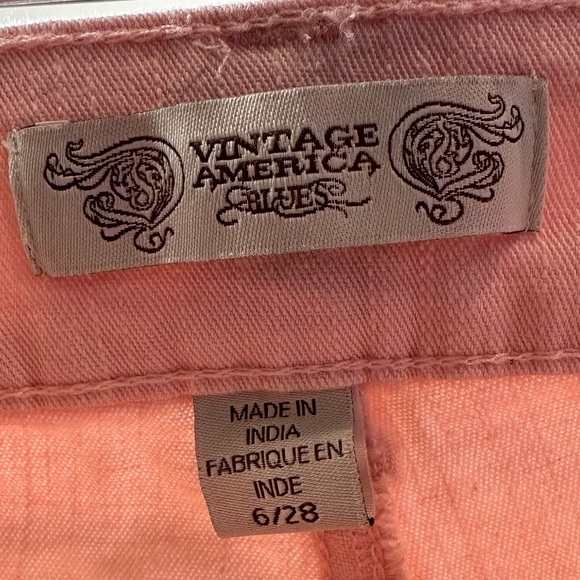 VINTAGE
AMERICA
BLUES
MADE IN
INDIA
FABRIQUE EN
INDE
6/28